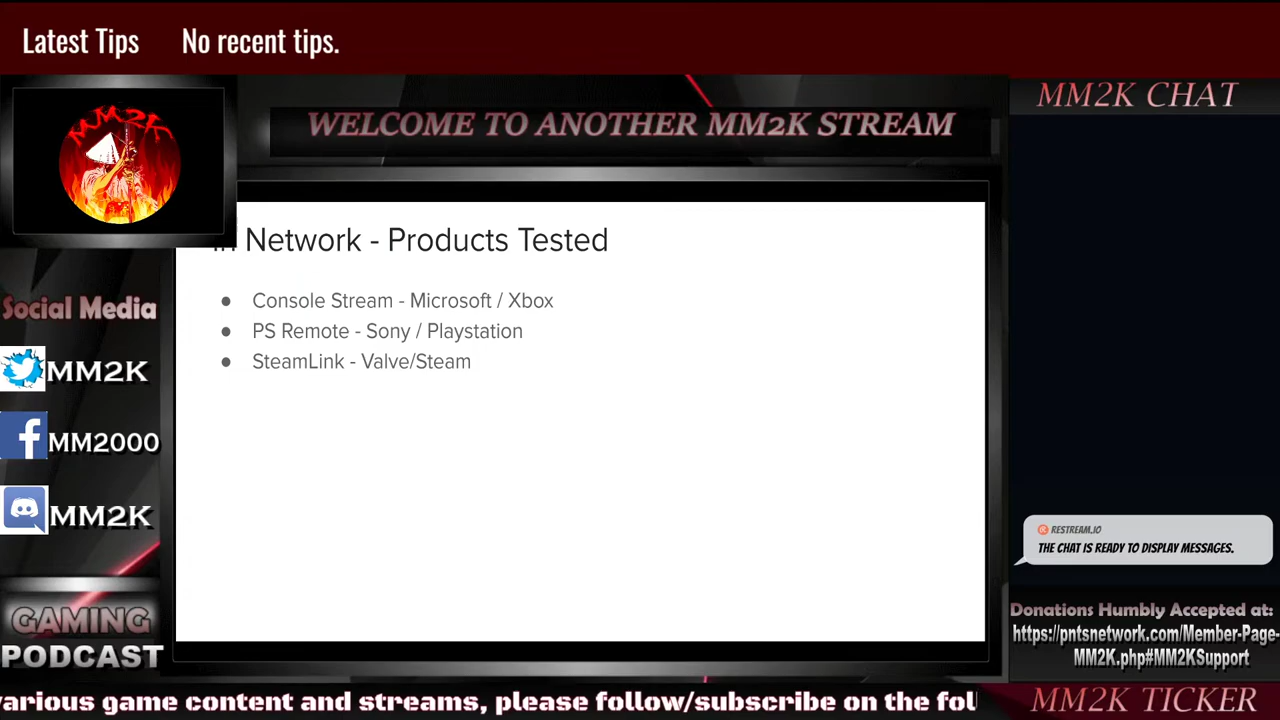 Latest Tips No recent tips.
MM2K
WELCOME TO ANOTHER MM2K STREAM
MM2K CHAT
In Network - Products Tested
● Console Stream - Microsoft / Xbox
● PS Remote - Sony / Playstation
● SteamLink - Valve/Steam
Social Media
MM2K
MM2000
MM2K
GAMING
PODCAST
RESTREAM.IO
THE CHAT IS READY TO DISPLAY MESSAGES.
Donations Humbly Accepted at:
https://pntsnetwork.com/Member-Page-
MM2K.php#MM2KSupport
various game content and streams, please follow/subscribe on the fol
MM2K TICKER